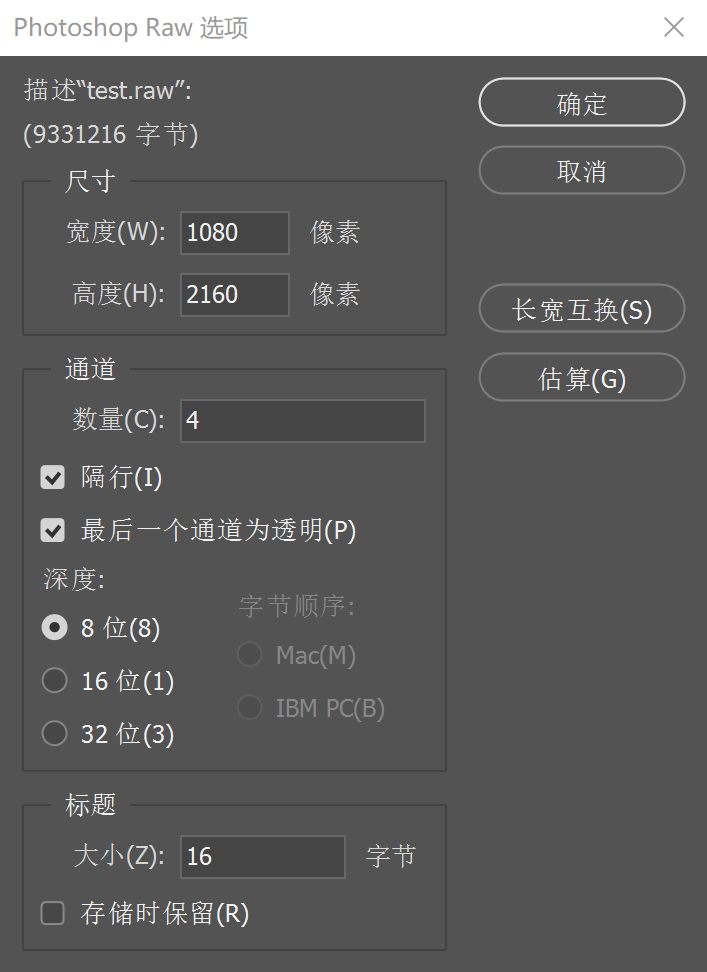 Photoshop Raw 选项
描述“test.raw”:
(9331216 字节)
确定
取消
尺寸
宽度(W): 1080 像素
高度(H): 2160 像素
长宽互换(S)
估算(G)
通道
数量(C): 4
隔行(I)
最后一个通道为透明(P)
深度:
字节顺序:
8 位(8)
Mac(M)
16 位(1)
IBM PC(B)
32 位(3)
标题
大小(Z): 16 字节
存储时保留(R)